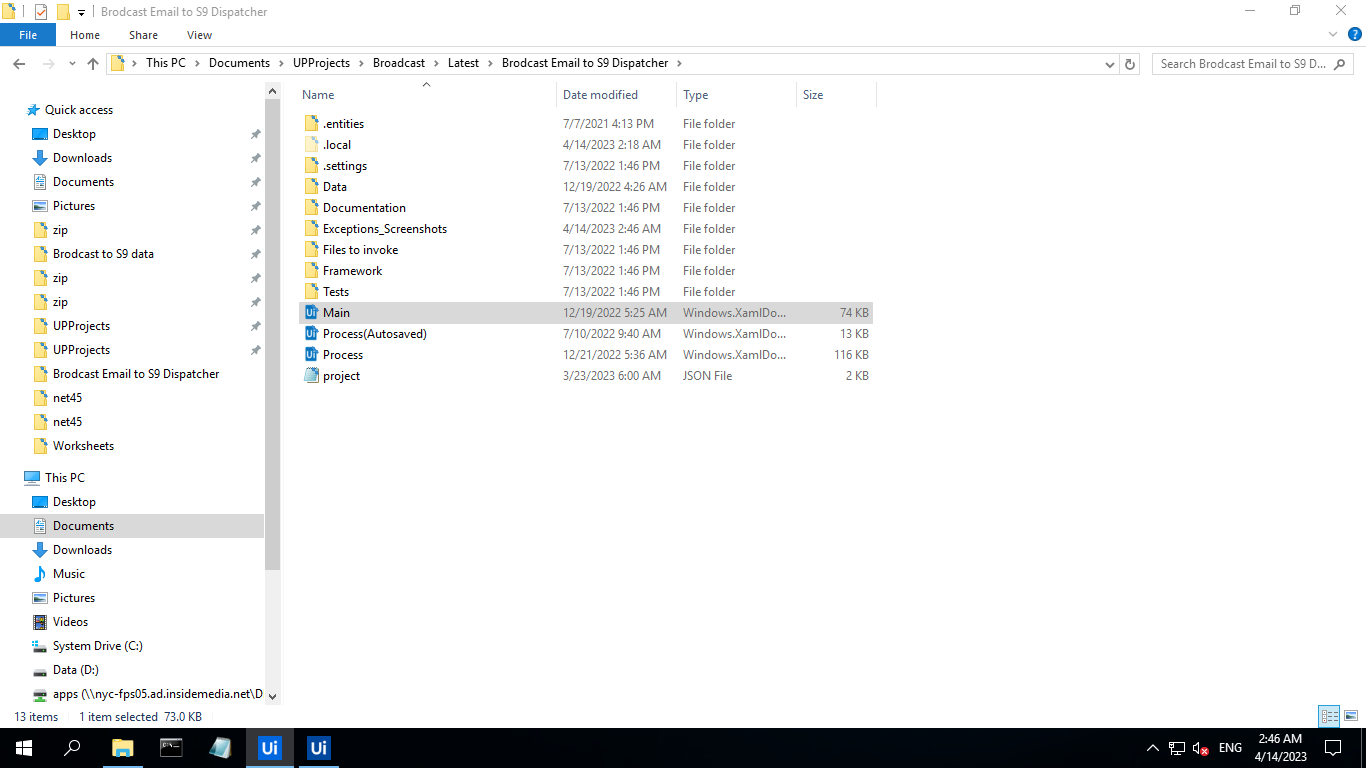 Brodcast Email to S9 Dispatcher
File Home Share View
This PC Documents UPProjects Broadcast Latest Brodcast Email to S9 Dispatcher
Search Brodcast Email to S9 D...
Name Date modified Type Size
Quick access
Desktop
Downloads
Documents
Pictures
zip
Brodcast to S9 data
zip
zip
UPProjects
UPProjects
Brodcast Email to S9 Dispatcher
net45
net45
Worksheets
This PC
Desktop
Documents
Downloads
Music
Pictures
Videos
System Drive (C:)
Data (D:)
apps (\\nyc-fps05.ad.insidemedia.net\D
.entities 7/7/2021 4:13 PM File folder
.local 4/14/2023 2:18 AM File folder
.settings 7/13/2022 1:46 PM File folder
Data 12/19/2022 4:26 AM File folder
Documentation 7/13/2022 1:46 PM File folder
Exceptions_Screenshots 4/14/2023 2:46 AM File folder
Files to invoke 7/13/2022 1:46 PM File folder
Framework 7/13/2022 1:46 PM File folder
Tests 7/13/2022 1:46 PM File folder
Main 12/19/2022 5:25 AM Windows.XamlDo... 74 KB
Process(Autosaved) 7/10/2022 9:40 AM Windows.XamlDo... 13 KB
Process 12/21/2022 5:36 AM Windows.XamlDo... 116 KB
project 3/23/2023 6:00 AM JSON File 2 KB
13 items 1 item selected 73.0 KB
Ui Ui ENG 2:46 AM
4/14/2023